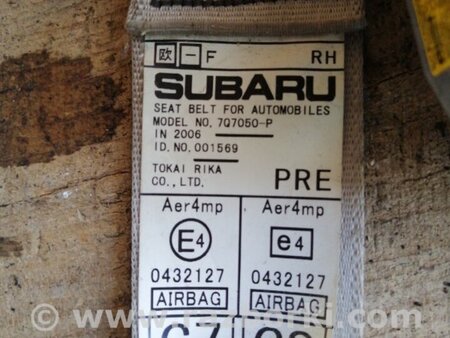 欧 一 F RH
SUBARU
SEAT BELT FOR AUTOMOBILES
MODEL NO. 7Q7050-P
IN 2006
ID. NO. 001569
TOKAI RIKA
CO., LTD. PRE
Aer4mp Aer4mp
E4 e4
0432127 0432127
AIRBAG AIRBAG